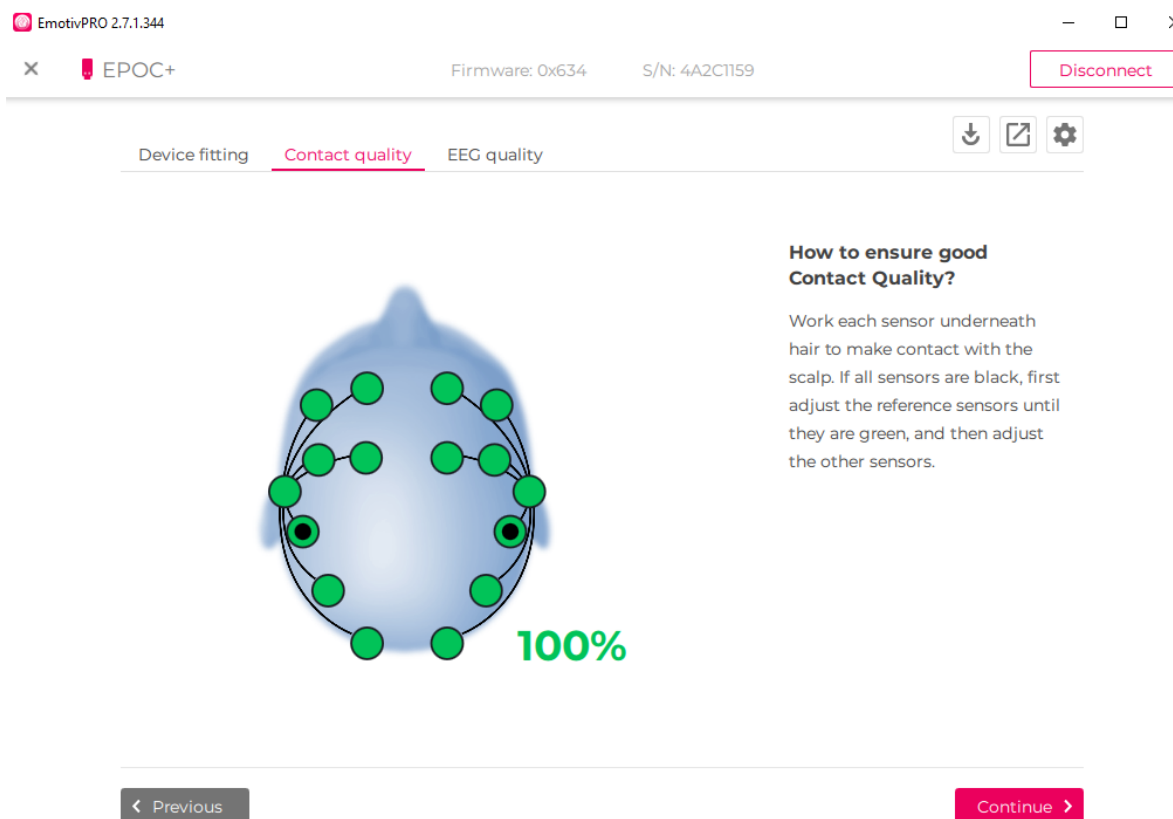 EmotivPRO 2.7.1.344
EPOC+ Firmware: 0x634 S/N: 4A2C1159 Disconnect
Device fitting Contact quality EEG quality
How to ensure good
Contact Quality?
Work each sensor underneath
hair to make contact with the
scalp. If all sensors are black, first
adjust the reference sensors until
they are green, and then adjust
the other sensors.
100%
Previous Continue